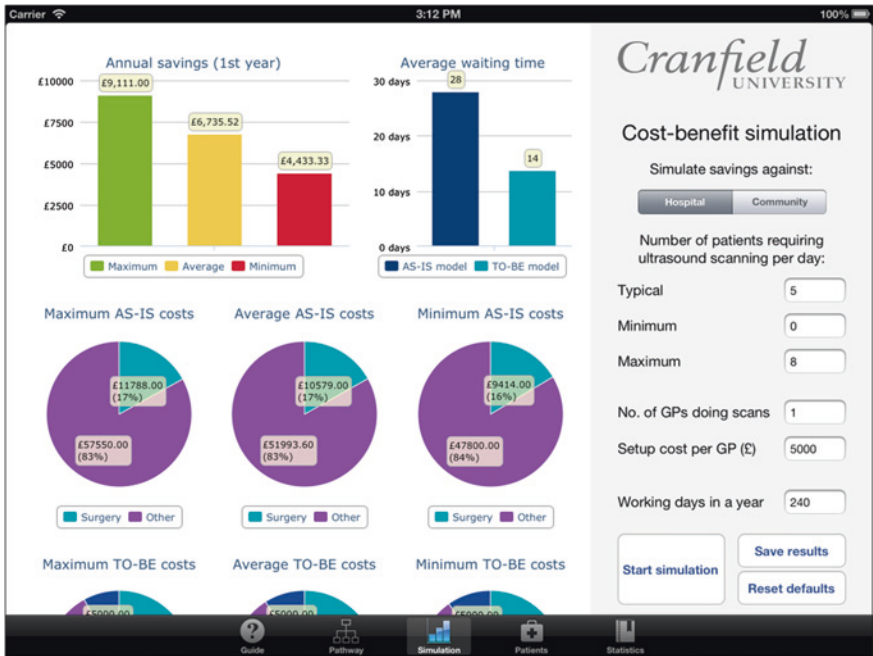 Carrier
3:12 PM
100%
Annual savings (1st year)
£10000
£7500
£5000
£2500
£0
£9,111.00
£6,735.52
£4,433.33
Maximum Average Minimum
Average waiting time
30 days
20 days
10 days
0 days
28
14
AS-IS model TO-BE model
Maximum AS-IS costs
£11788.00
(17%)
£57550.00
(83%)
Surgery Other
Average AS-IS costs
£10579.00
(17%)
£51993.60
(83%)
Surgery Other
Minimum AS-IS costs
£9414.00
(16%)
£47800.00
(84%)
Surgery Other
Maximum TO-BE costs
£5000.00
Average TO-BE costs
£5000.00
Minimum TO-BE costs
£5000.00
Cranfield
UNIVERSITY
Cost-benefit simulation
Simulate savings against:
Hospital Community
Number of patients requiring
ultrasound scanning per day:
Typical 5
Minimum 0
Maximum 8
No. of GPs doing scans 1
Setup cost per GP (£) 5000
Working days in a year 240
Start simulation
Save results
Reset defaults
Guide Pathway Simulation Patients Statistics